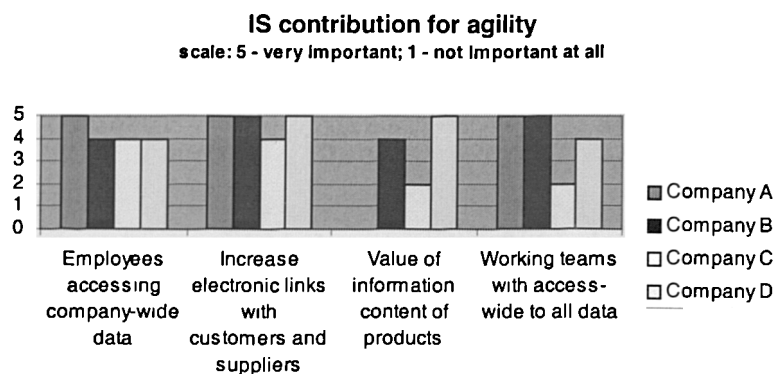 IS contribution for agility
scale: 5 - very important; 1 - not important at all
5
4
3
2
1
0
Employees
accessing
company-wide
data
Increase
electronic links
with
customers and
suppliers
Value of
information
content of
products
Working teams
with access-
wide to all data
Company A
Company B
Company C
Company D